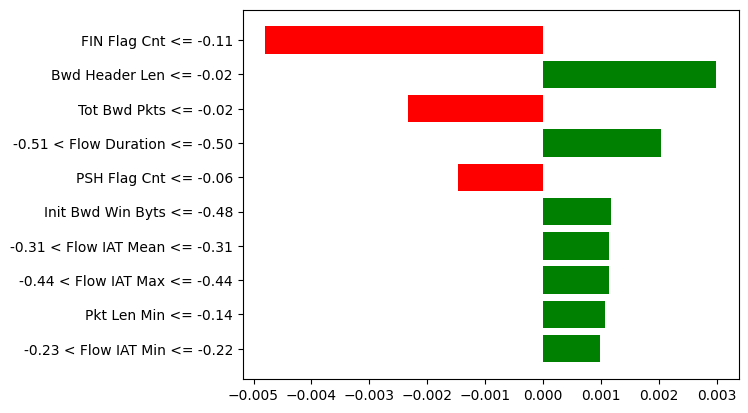 FIN Flag Cnt <= -0.11
Bwd Header Len <= -0.02
Tot Bwd Pkts <= -0.02
-0.51 < Flow Duration <= -0.50
PSH Flag Cnt <= -0.06
Init Bwd Win Byts <= -0.48
-0.31 < Flow IAT Mean <= -0.31
-0.44 < Flow IAT Max <= -0.44
Pkt Len Min <= -0.14
-0.23 < Flow IAT Min <= -0.22
−0.005 −0.004 −0.003 −0.002 −0.001 0.000 0.001 0.002 0.003